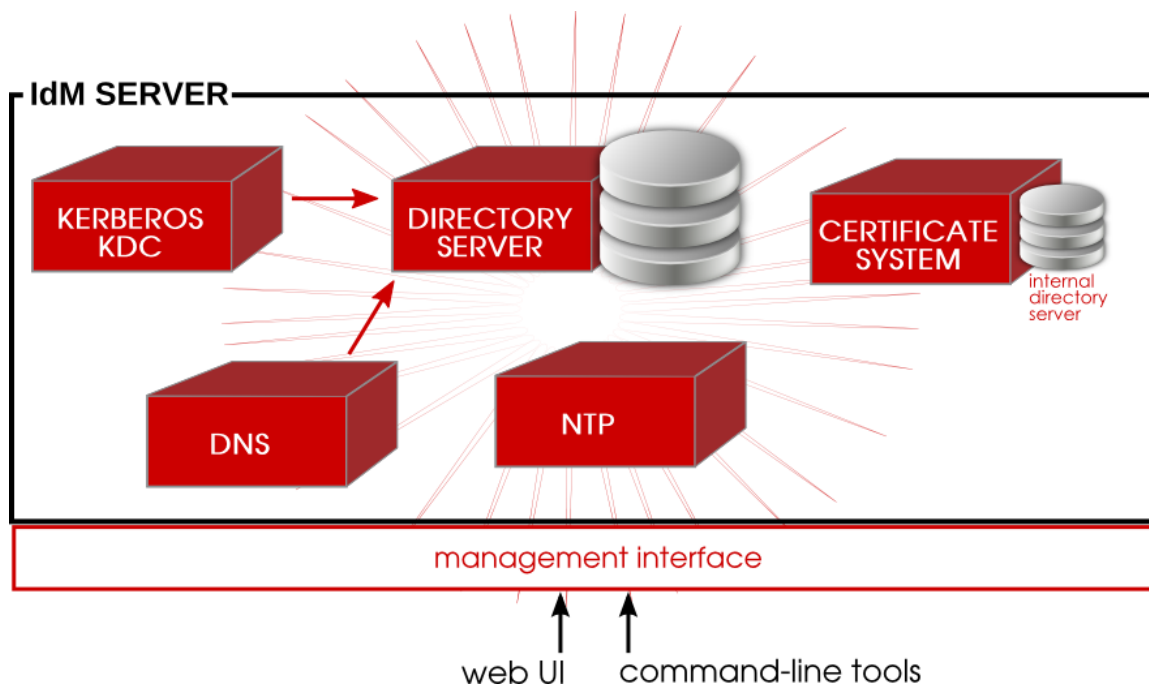 IdM SERVER
KERBEROS
KDC
DIRECTORY
SERVER
CERTIFICATE
SYSTEM
internal
directory
server
DNS
NTP
management interface
web UI
command-line tools